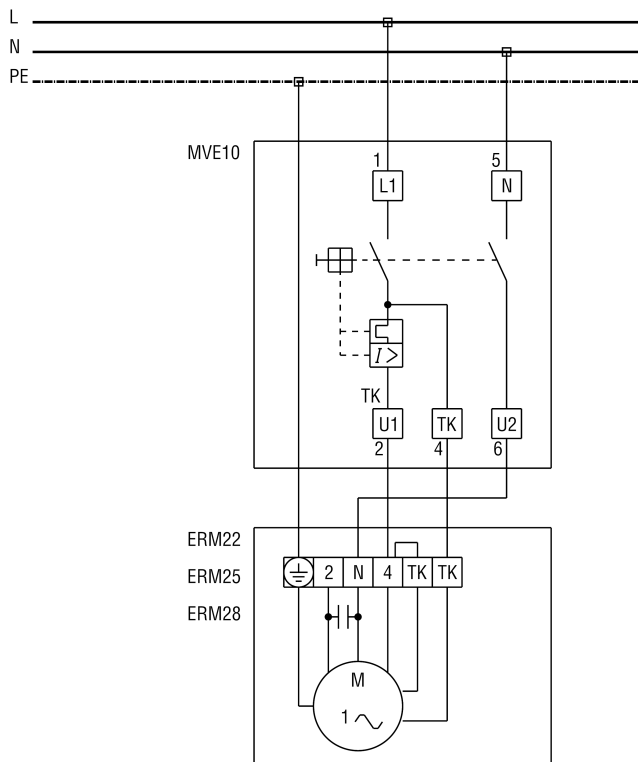 L
N
PE
MVE10
1 5
L1 N
I >
TK
U1 TK U2
2 4 6
ERM22
ERM25
ERM28
2 N 4 TK TK
M
1